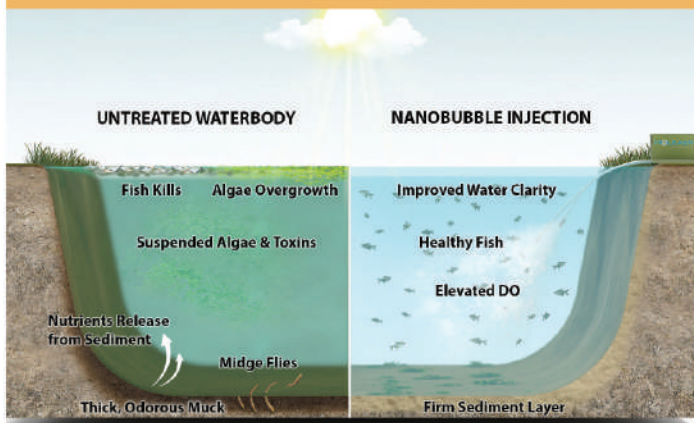 UNTREATED WATERBODY
NANOBUBBLE INJECTION
Fish Kills
Algae Overgrowth
Improved Water Clarity
Suspended Algae & Toxins
Healthy Fish
Elevated DO
Nutrients Release
from Sediment
Midge Flies
Thick, Odorous Muck
Firm Sediment Layer